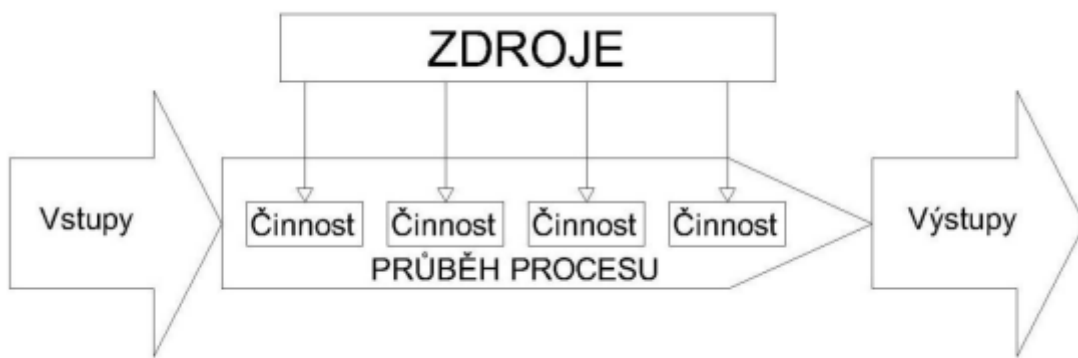 ZDROJE
Vstupy
Činnost
Činnost
Činnost
Činnost
PRŮBĚH PROCESU
Výstupy